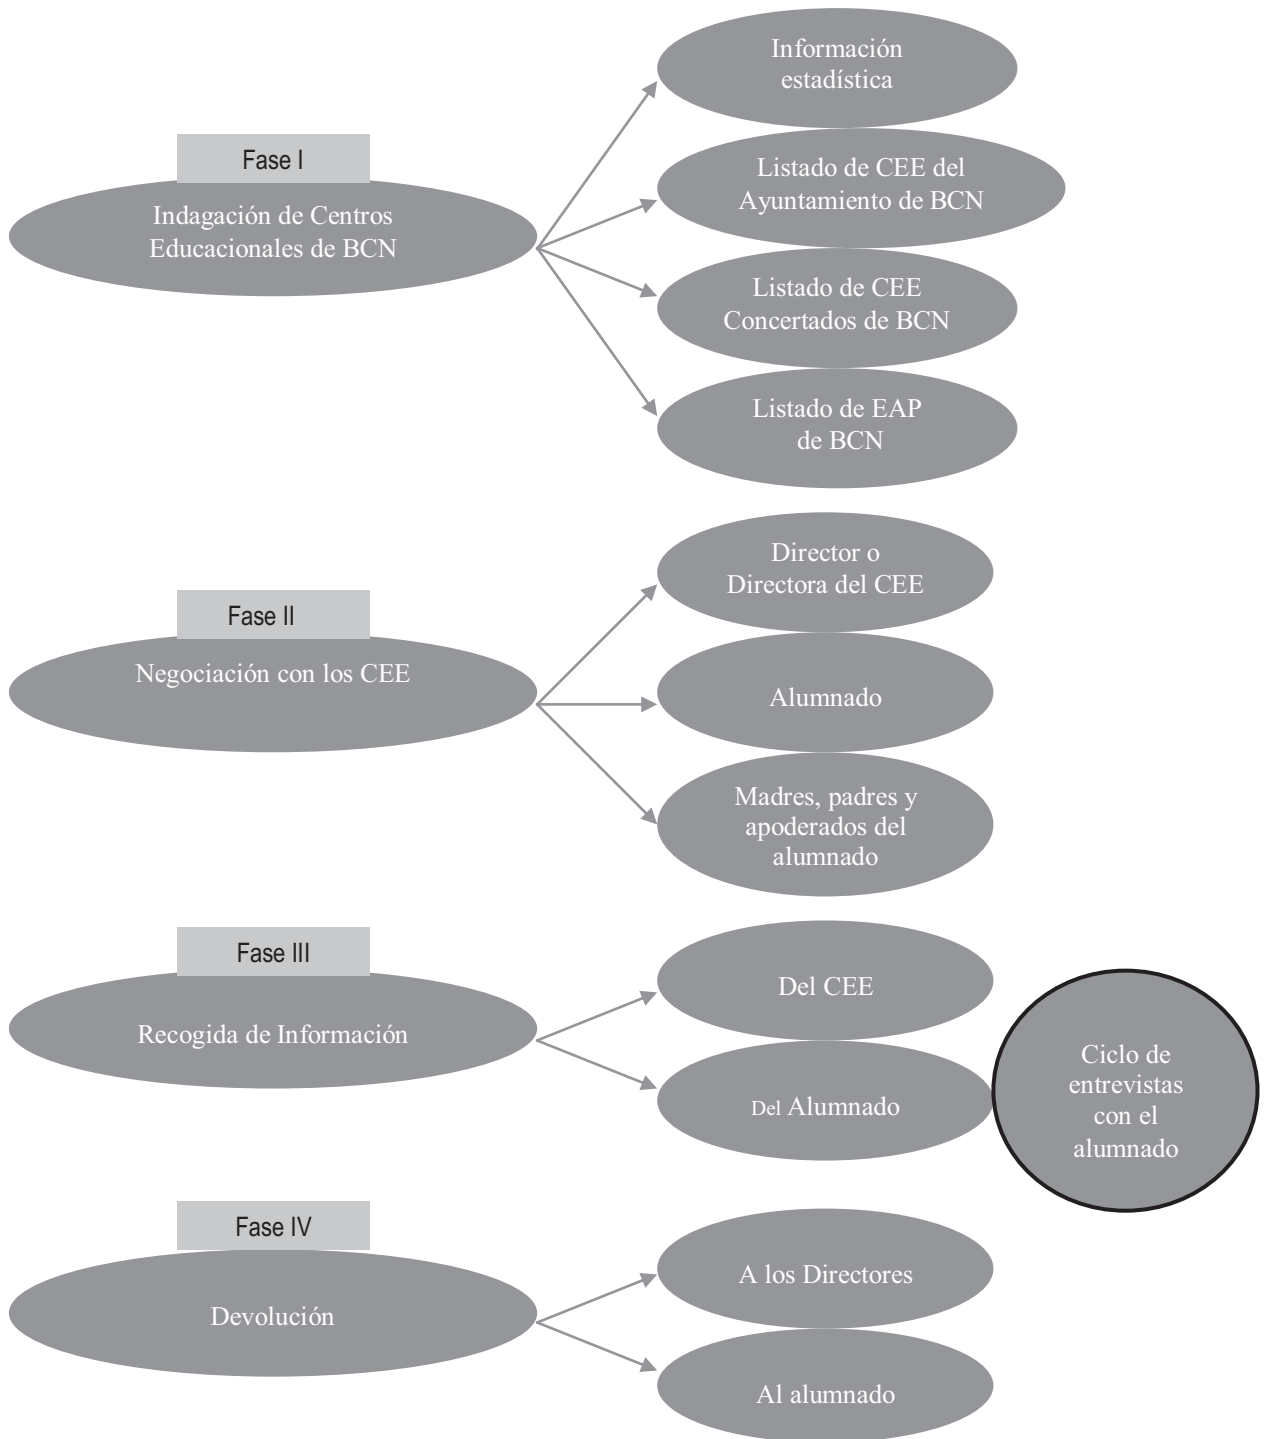 Fase I
Indagación de Centros
Educacionales de BCN
Información
estadística
Listado de CEE del
Ayuntamiento de BCN
Listado de CEE
Concertados de BCN
Listado de EAP
de BCN
Fase II
Negociación con los CEE
Director o
Directora del CEE
Alumnado
Madres, padres y
apoderados del
alumnado
Fase III
Recogida de Información
Del CEE
Del Alumnado
Ciclo de
entrevistas
con el
alumnado
Fase IV
Devolución
A los Directores
Al alumnado